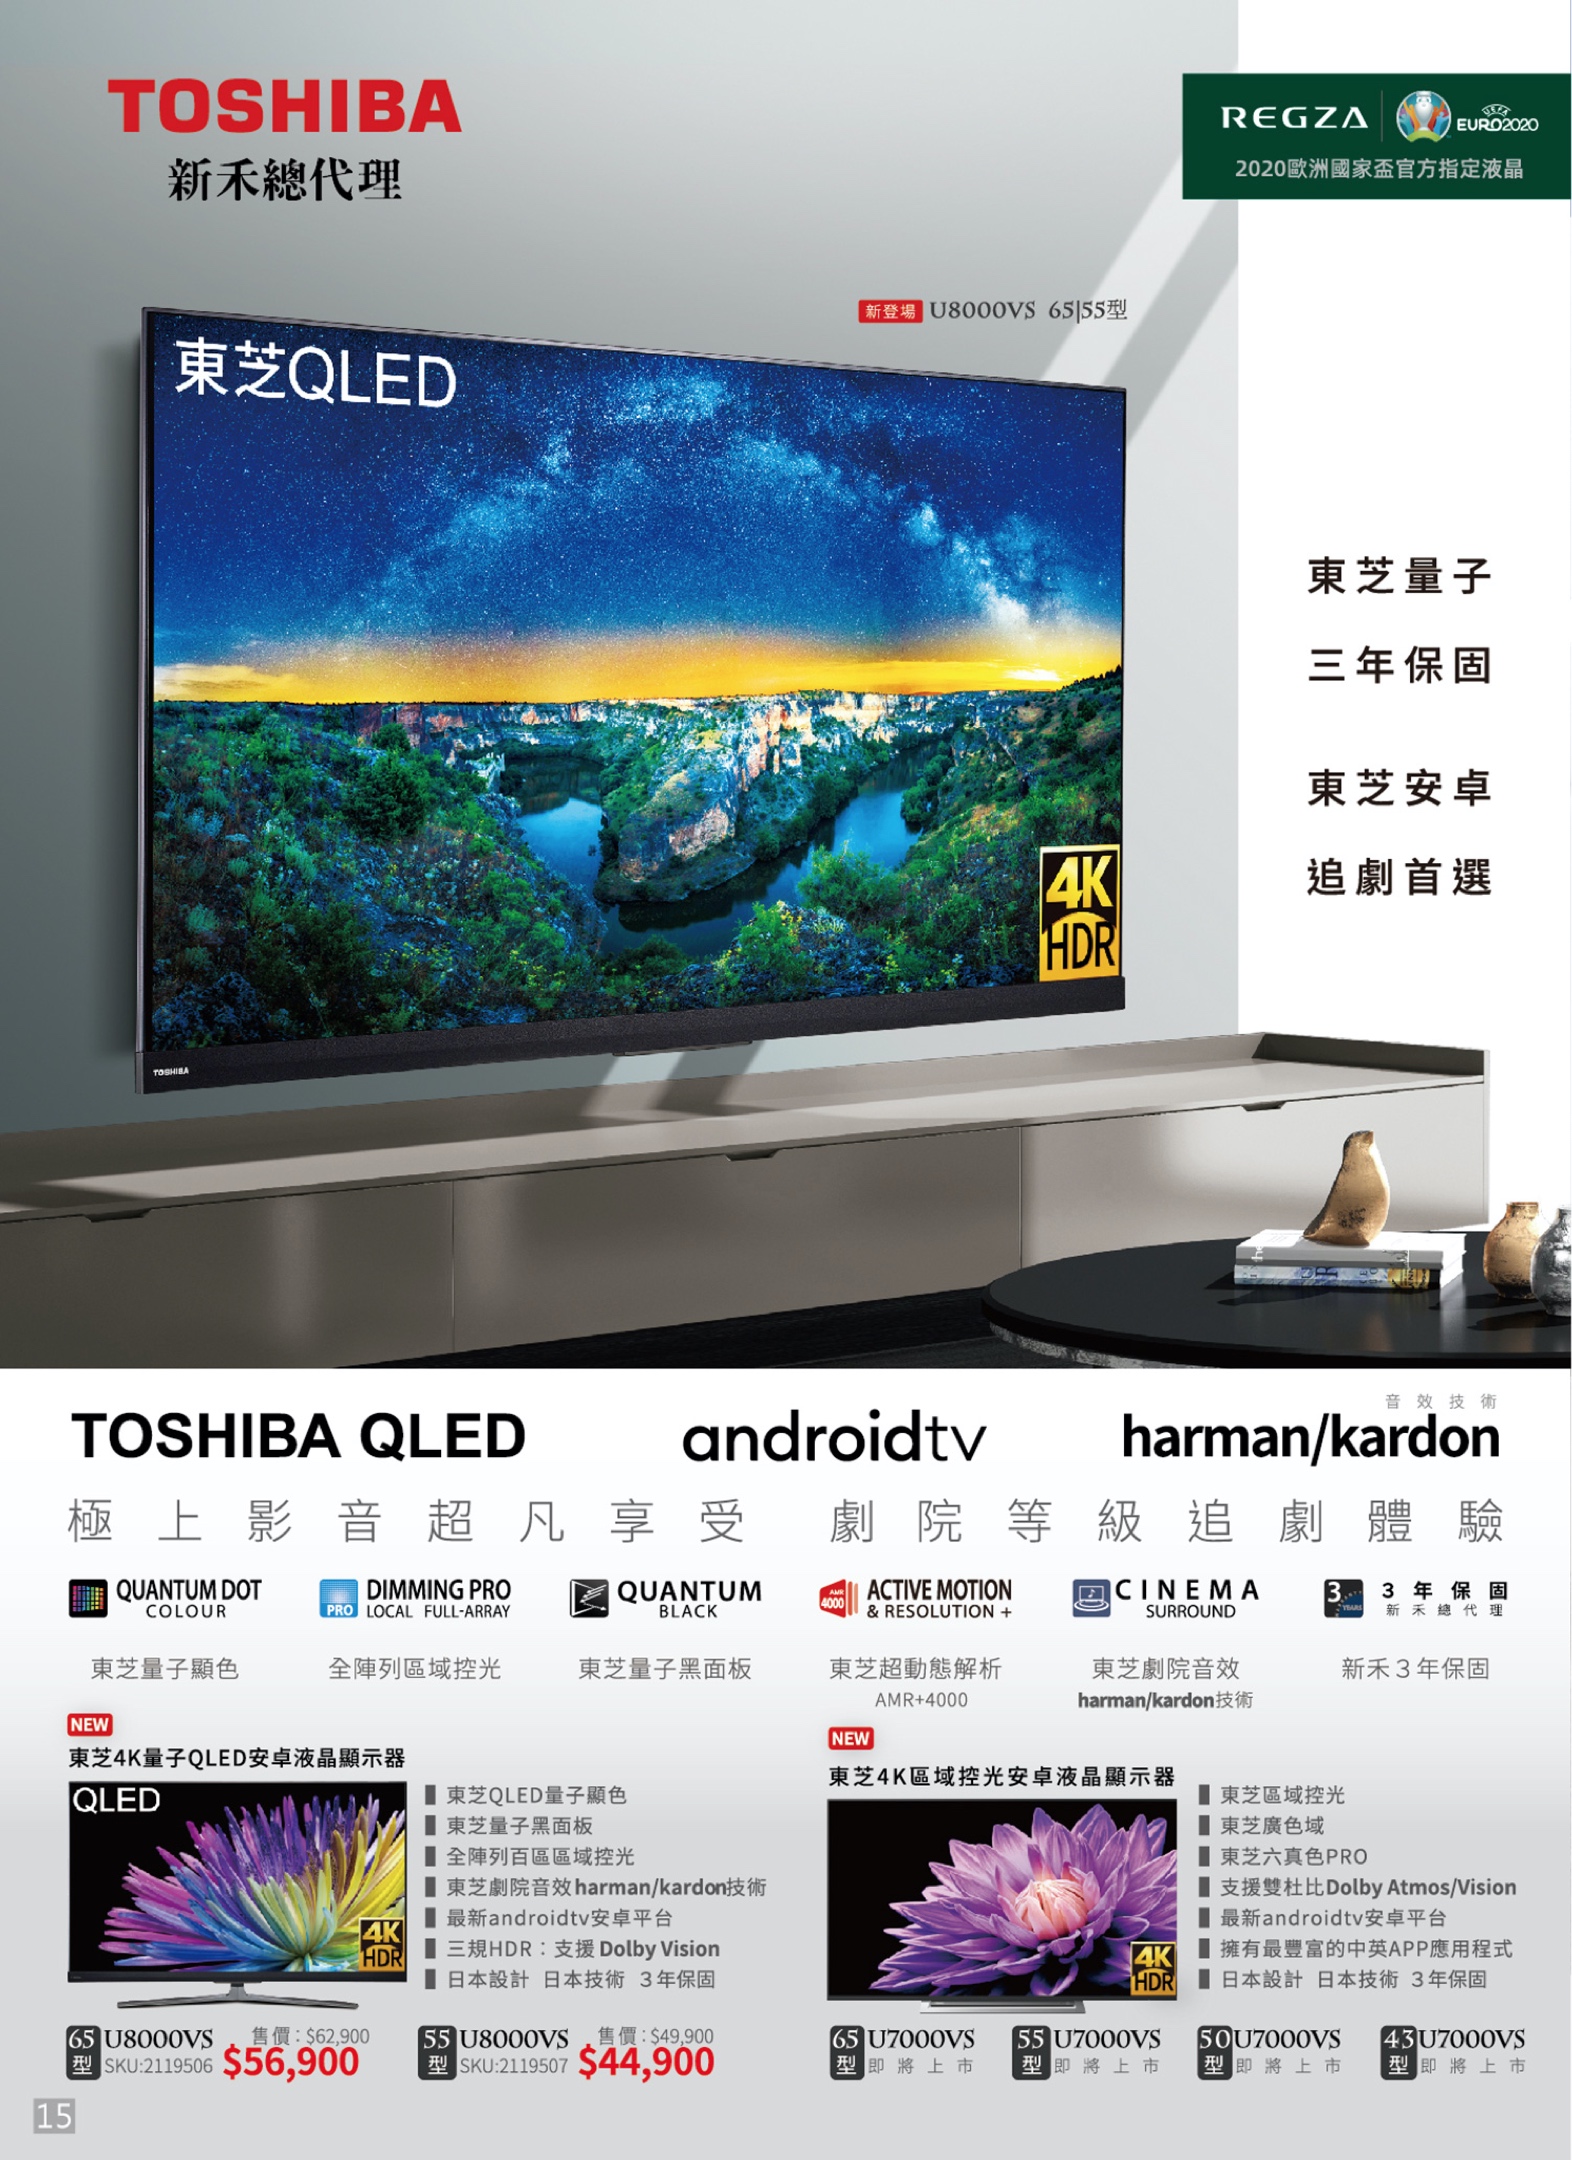 TOSHIBA
新禾總代理
REGZA
UEFA
EURO2020
2020歐洲國家盃官方指定液晶
新登場 U8000VS 65|55型
東芝QLED
東芝量子
三年保固
東芝安卓
追劇首選
4K
HDR
TOSHIBA
TOSHIBA QLED
androidtv
音效技術
harman/kardon
極上影音超凡享受 劇院等級追劇體驗
QUANTUM DOT
COLOUR
東芝量子顯色
PRO
DIMMING PRO
LOCAL FULL-ARRAY
全陣列區域控光
QUANTUM
BLACK
東芝量子黑面板
AMR
4000
ACTIVE MOTION
& RESOLUTION +
東芝超動態解析
AMR+4000
CINEMA
SURROUND
東芝劇院音效
harman/kardon技術
3
YEARS
3年保固
新禾總代理
新禾3年保固
NEW
東芝4K量子QLED安卓液晶顯示器
QLED
4K
HDR
東芝QLED量子顯色
東芝量子黑面板
全陣列百區區域控光
東芝劇院音效harman/kardon技術
最新androidtv安卓平台
三規HDR：支援 Dolby Vision
日本設計 日本技術 3年保固
65型 U8000VS 售價：$62,900
SKU:2119506 $56,900
55型 U8000VS 售價：$49,900
SKU:2119507 $44,900
NEW
東芝4K區域控光安卓液晶顯示器
4K
HDR
東芝區域控光
東芝廣色域
東芝六真色PRO
支援雙杜比Dolby Atmos/Vision
最新androidtv安卓平台
擁有最豐富的中英APP應用程式
日本設計 日本技術 3年保固
65型 U7000VS
即將上市
55型 U7000VS
即將上市
50型 U7000VS
即將上市
43型 U7000VS
即將上市
15